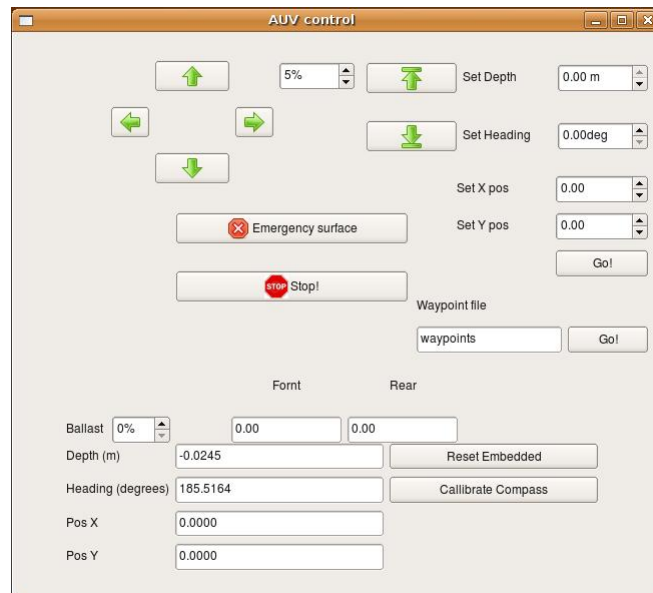 AUV control
5%
Set Depth 0.00 m
Set Heading 0.00deg
Set X pos 0.00
Emergency surface
Set Y pos 0.00
Go!
STOP Stop!
Waypoint file
waypoints Go!
Fornt Rear
Ballast 0% 0.00 0.00
Depth (m) -0.0245 Reset Embedded
Heading (degrees) 185.5164 Callibrate Compass
Pos X 0.0000
Pos Y 0.0000